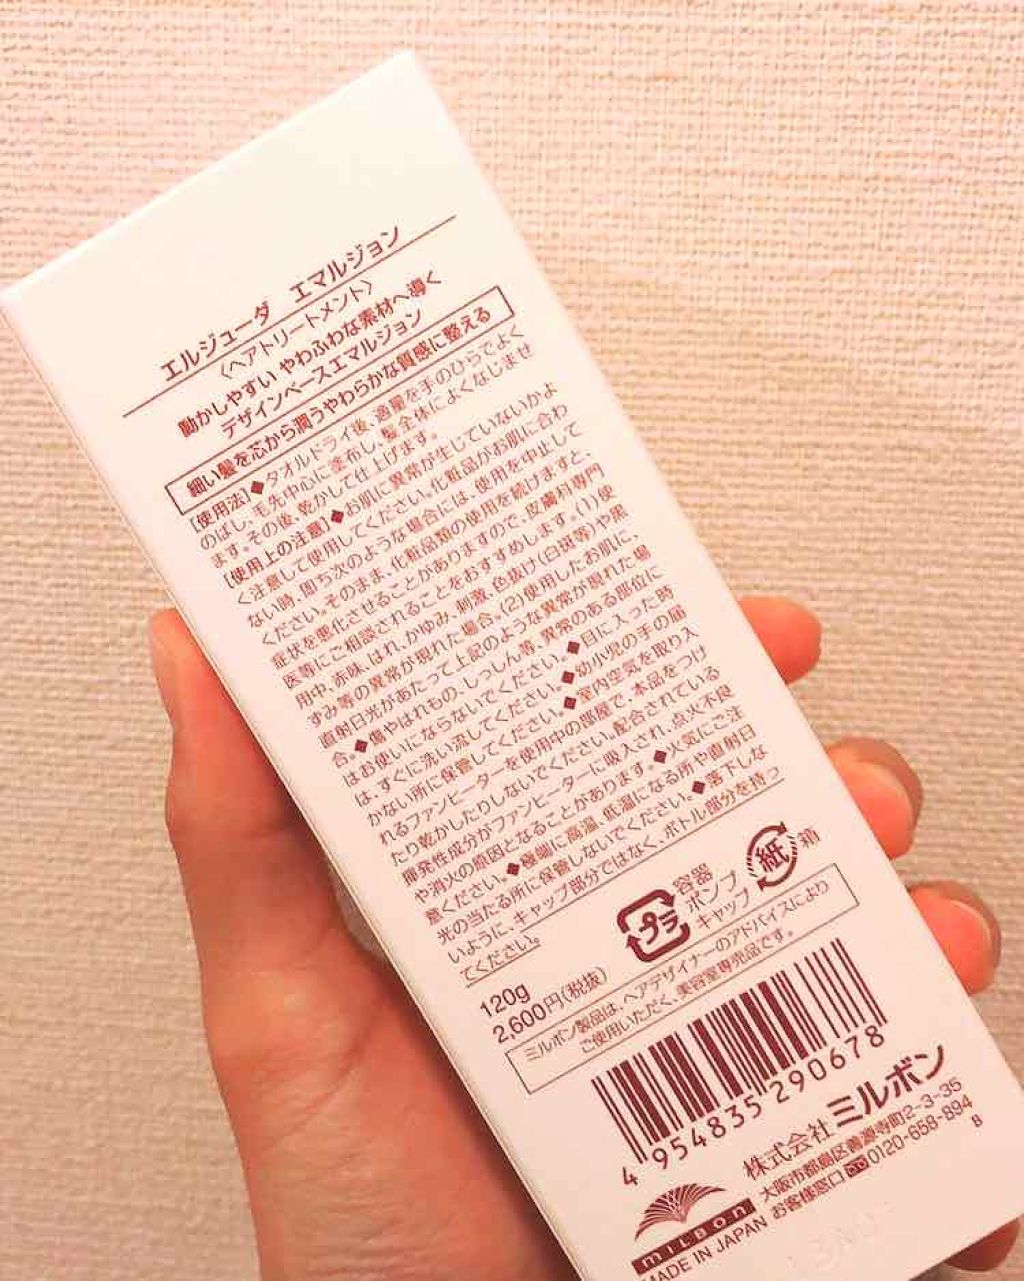 エルジューダ エマルジョン
〈ヘアトリートメント〉
動かしやすい やわふわな素材へ導く
デザインベースエマルジョン
細い髪を芯から潤うやわらかな質感に整える
[使用法]◆タオルドライ後、適量を手のひらでよく
のばし、毛先中心に塗布し、髪全体によくなじませ
ます。その後、乾かして仕上げます。
[使用上の注意]◆お肌に異常が生じていないかよ
く注意して使用してください。化粧品がお肌に合わ
ない時、即ち次のような場合には、使用を中止して
ください。そのまま、化粧品類の使用を続けますと、
症状を悪化させることがありますので、皮膚科専門
医等にご相談されることをおすすめします。(1)使
用中、赤味、はれ、かゆみ、刺激、色抜け(白斑等)や黒
ずみ等の異常が現れた場合。(2)使用したお肌に、
直射日光があたって上記のような異常が現れた場
合。◆傷やはれもの、しっしん等、異常のある部位に
はお使いにならないでください。◆目に入った時
は、すぐに洗い流してください。◆幼小児の手の届
かない所に保管してください。◆室内空気を取り入
れるファンヒーターを使用中の部屋で、本品をつけ
たり乾かしたりしないでください。配合されている
揮発性成分がファンヒーターに吸入され、点火不良
や消火の原因となることがあります。◆火気にご注
意ください。◆極端に高温、低温になる所や直射日
光の当たる所に保管しないでください。◆落下しな
いように、キャップ部分ではなく、ボトル部分を持っ
てください。
プラ
容器
ポンプ
キャップ
紙
箱
120g
2,600円(税抜)
ミルボン製品は、ヘアデザイナーのアドバイスにより
ご使用いただく、美容室専売品です。
4 954835 290678
株式会社 ミルボン
大阪市都島区善源寺町2-3-35
お客様窓口 0120-658-894
MILBON
MADE IN JAPAN
B